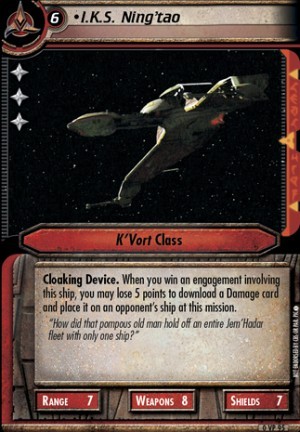 6 •I.K.S. Ning'tao
K'Vort Class
Cloaking Device. When you win an engagement involving
this ship, you may lose 5 points to download a Damage card
and place it on an opponent's ship at this mission.
"How did that pompous old man hold off an entire Jem'Hadar
fleet with only one ship?"
RANGE 7 WEAPONS 8 SHIELDS 7